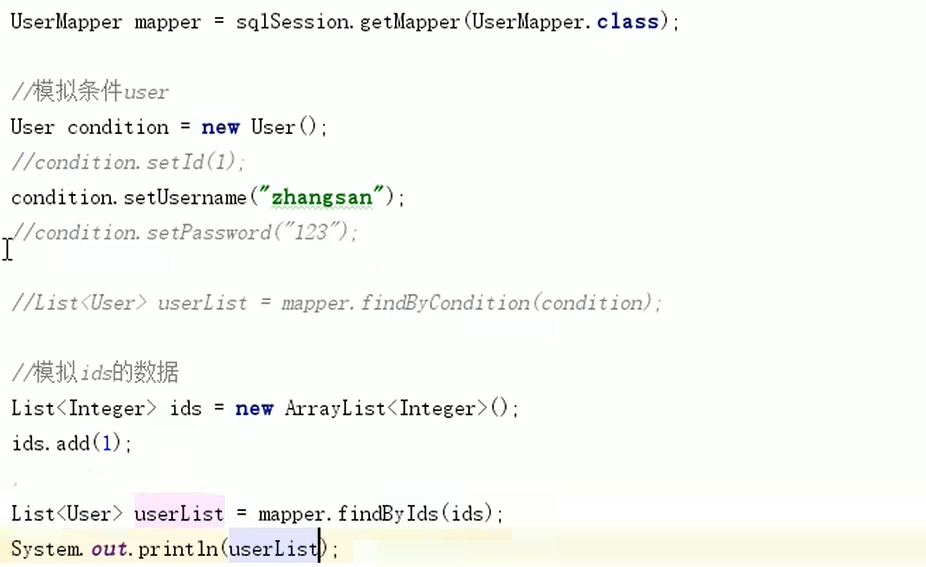 UserMapper mapper = sqlSession.getMapper(UserMapper.class);
//模拟条件user
User condition = new User();
//condition.setId(1);
condition.setUsername("zhangsan");
//condition.setPassword("123");
//List<User> userList = mapper.findByCondition(condition);
//模拟ids的数据
List<Integer> ids = new ArrayList<Integer>();
ids.add(1);
List<User> userList = mapper.findByIds(ids);
System.out.println(userList);